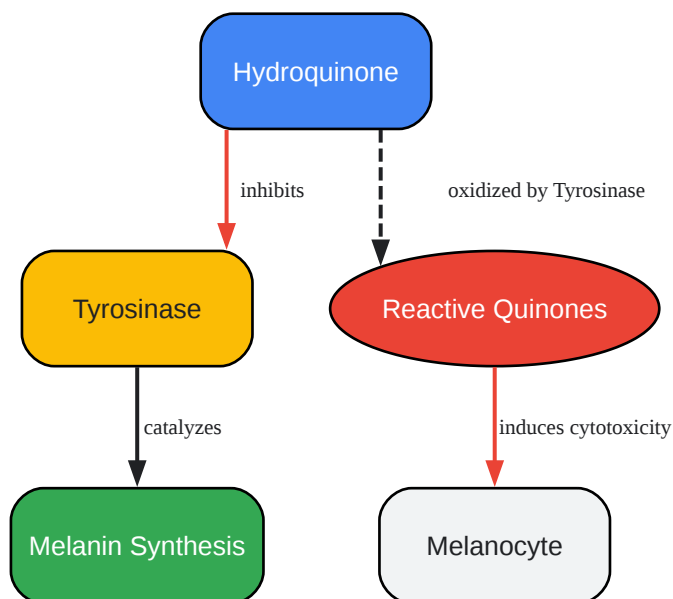 Hydroquinone
inhibits
oxidized by Tyrosinase
Tyrosinase
Reactive Quinones
catalyzes
induces cytotoxicity
Melanin Synthesis
Melanocyte